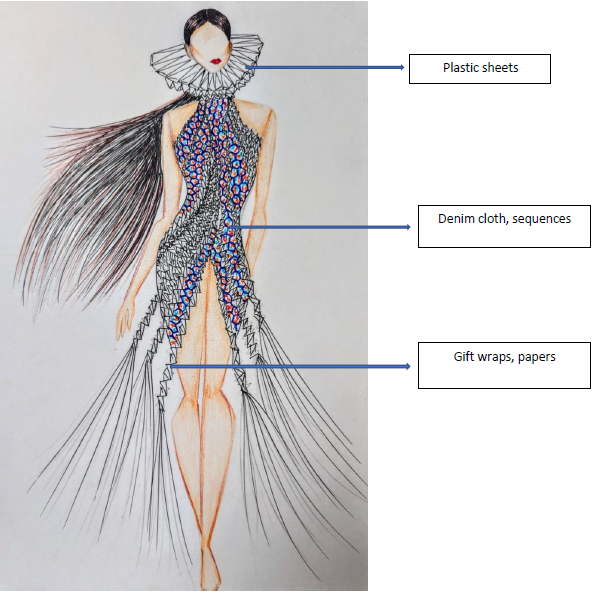 Plastic sheets
Denim cloth, sequences
Gift wraps, papers